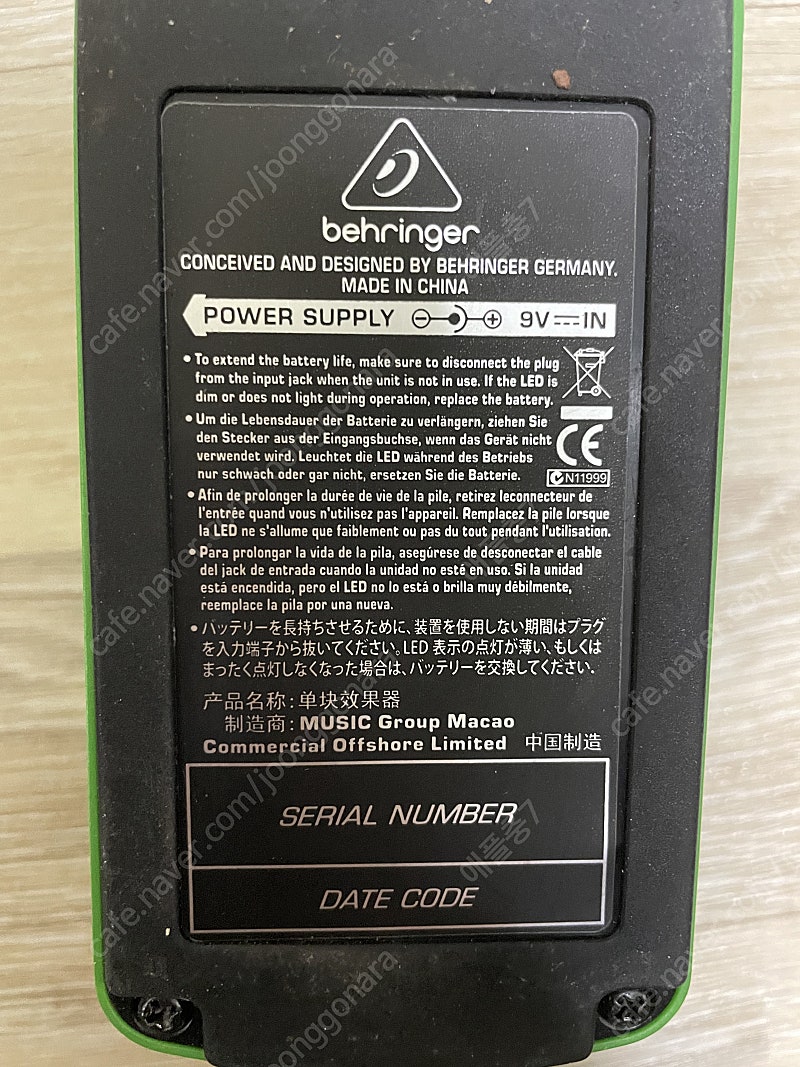 behringer
CONCEIVED AND DESIGNED BY BEHRINGER GERMANY.
MADE IN CHINA
POWER SUPPLY 9V IN
• To extend the battery life, make sure to disconnect the plug
from the input jack when the unit is not in use. If the LED is
dim or does not light during operation, replace the battery.
• Um die Lebensdauer der Batterie zu verlängern, ziehen Sie
den Stecker aus der Eingangsbuchse, wenn das Gerät nicht
verwendet wird. Leuchtet die LED während des Betriebs
nur schwach oder gar nicht, ersetzen Sie die Batterie.
CE
N11999
• Afin de prolonger la durée de vie de la pile, retirez leconnecteur de
l'entrée quand vous n'utilisez pas l'appareil. Remplacez la pile lorsque
la LED ne s'allume que faiblement ou pas du tout pendant l'utilisation.
• Para prolongar la vida de la pila, asegúrese de desconectar el cable
del jack de entrada cuando la unidad no esté en uso. Si la unidad
está encendida, pero el LED no lo está o brilla muy débilmente,
reemplace la pila por una nueva.
• バッテリーを長持ちさせるために、装置を使用しない期間はプラグ
を入力端子から抜いてください。LED 表示の点灯が薄い、もしくは
まったく点灯しなくなった場合は、バッテリーを交換してください。
产品名称: 单块效果器
制造商: MUSIC Group Macao
Commercial Offshore Limited 中国制造
SERIAL NUMBER
DATE CODE
cafe.naver.com/joonggonara
애플홍7